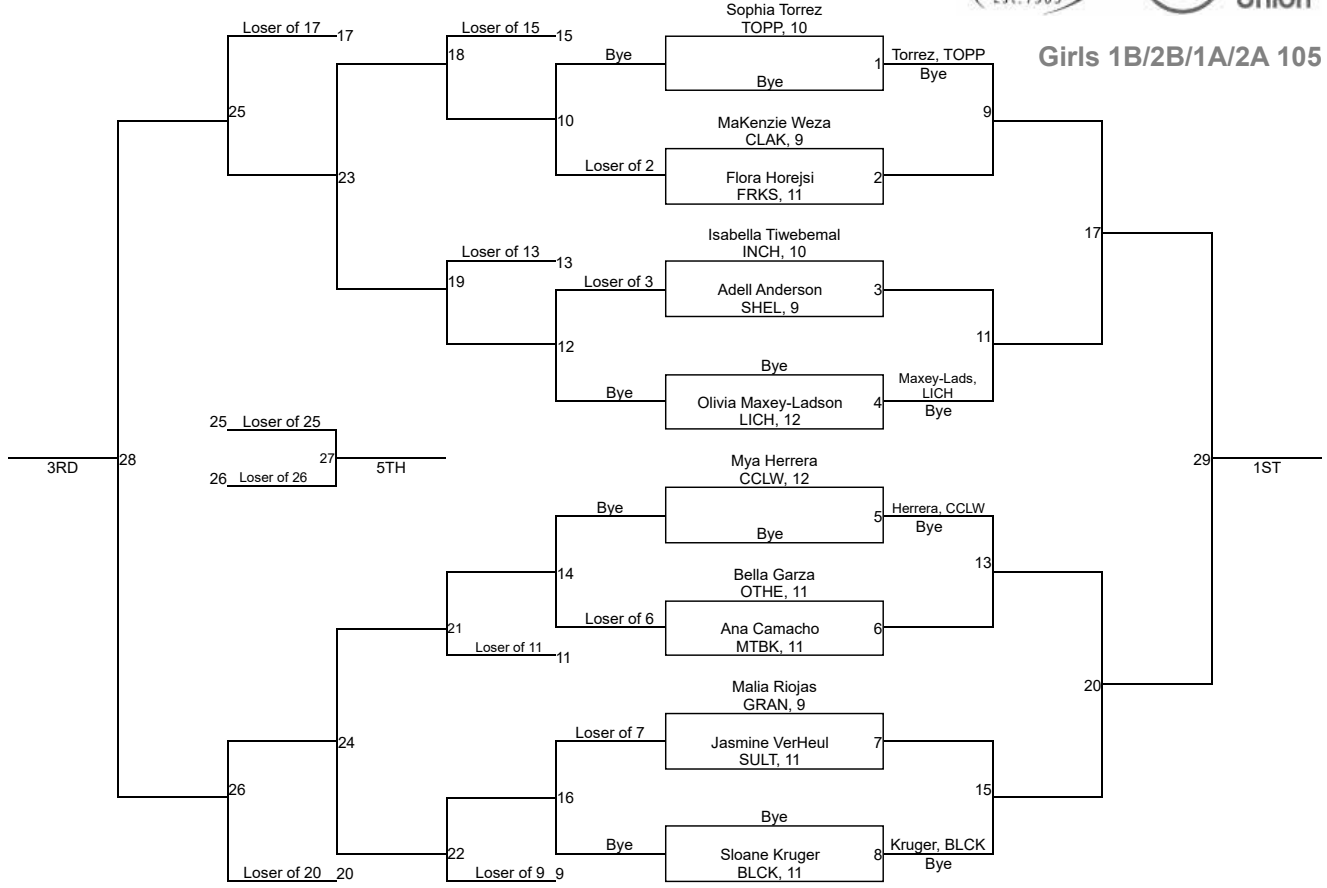 EST.1905
Union
Girls 1B/2B/1A/2A 105
Loser of 17
17
Loser of 15
15
18
Bye
Sophia Torrez
TOPP, 10
Bye
1
Torrez, TOPP
Bye
25
10
9
MaKenzie Weza
CLAK, 9
Loser of 2
Flora Horejsi
FRKS, 11
2
23
17
Isabella Tiwebemal
INCH, 10
Loser of 13
13
19
Loser of 3
Adell Anderson
SHEL, 9
3
12
11
Bye
Bye
Olivia Maxey-Ladson
LICH, 12
4
Maxey-Lads,
LICH
Bye
25
Loser of 25
3RD
28
27
5TH
26
Loser of 26
29
1ST
Mya Herrera
CCLW, 12
Bye
Bye
5
Herrera, CCLW
Bye
14
13
Bella Garza
OTHE, 11
21
Loser of 6
Ana Camacho
MTBK, 11
6
Loser of 11
11
20
Malia Riojas
GRAN, 9
24
Loser of 7
Jasmine VerHeul
SULT, 11
7
26
16
15
Bye
22
Bye
Sloane Kruger
BLCK, 11
8
Kruger, BLCK
Bye
Loser of 20
20
Loser of 9
9